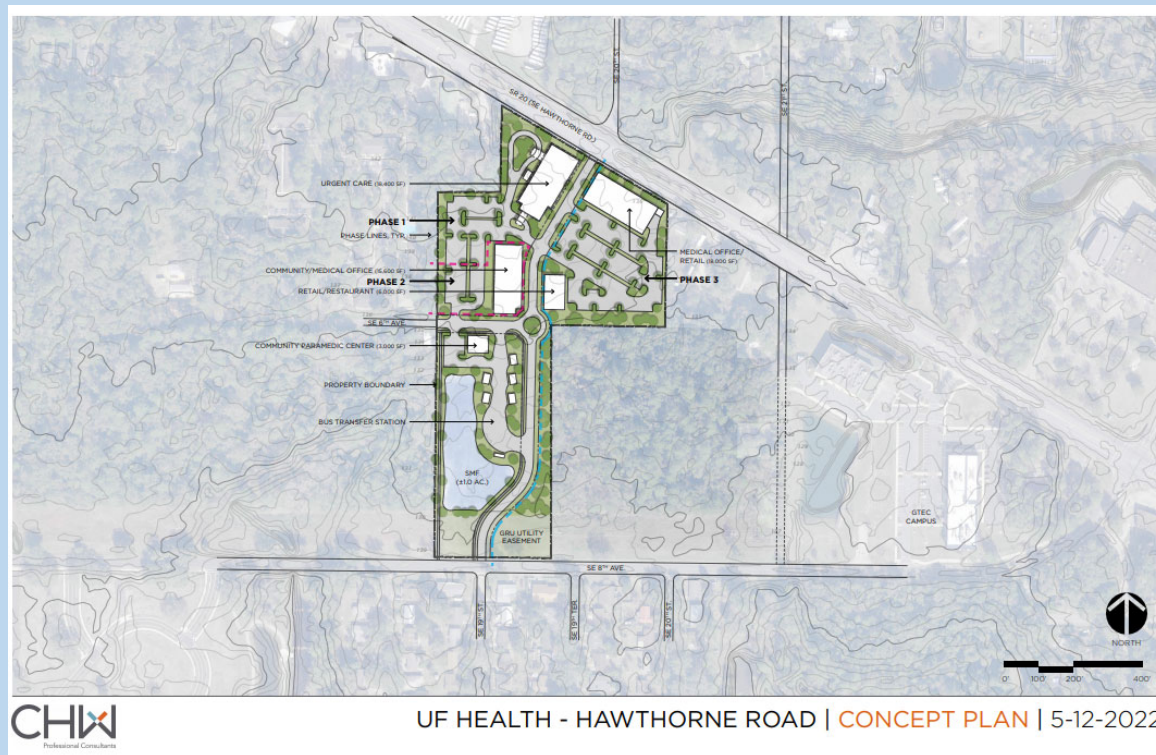 SR 20 (SE HAWTHORNE RD.)
SE 20TH ST.
SE 21ST ST.
URGENT CARE (18,400 SF)
PHASE 1
PHASE LINES, TYP.
COMMUNITY/MEDICAL OFFICE (15,600 SF)
PHASE 2
RETAIL/RESTAURANT (6,000 SF)
MEDICAL OFFICE/
RETAIL (18,000 SF)
PHASE 3
SE 6TH AVE.
COMMUNITY PARAMEDIC CENTER (3,000 SF)
PROPERTY BOUNDARY
BUS TRANSFER STATION
SMF
(±1.0 AC.)
GRU UTILITY
EASEMENT
GTEC
CAMPUS
SE 8TH AVE.
SE 19TH ST.
SE 19TH TER.
SE 20TH ST.
NORTH
0' 100' 200' 400'
CHW
Professional Consultants
UF HEALTH - HAWTHORNE ROAD | CONCEPT PLAN | 5-12-2022